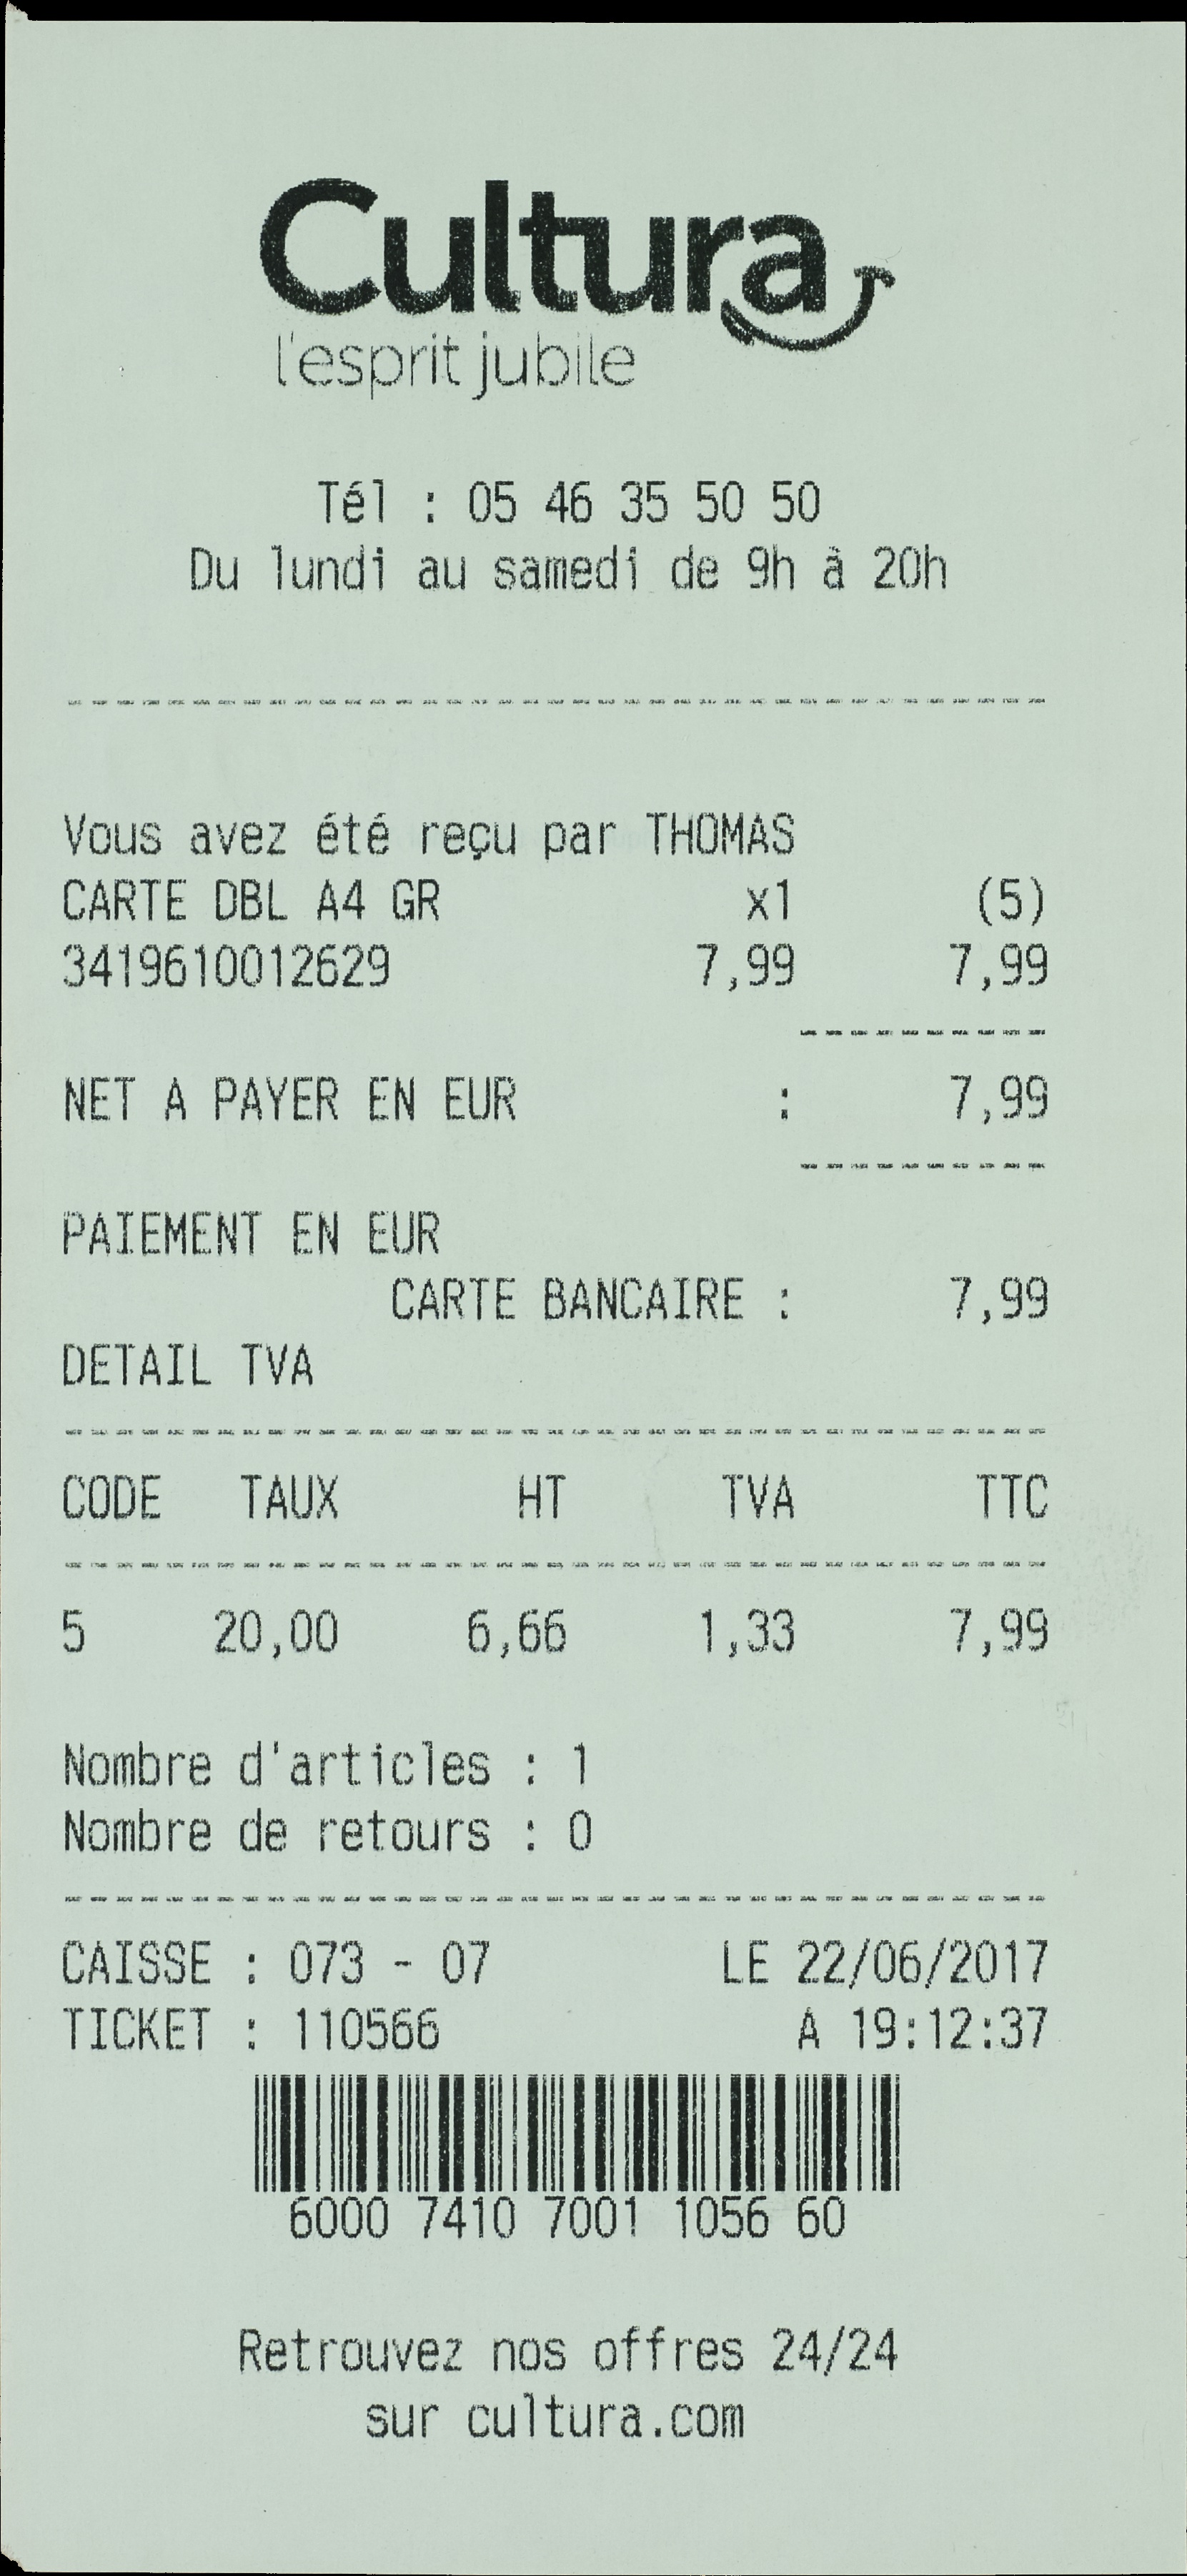 Cultura
l'esprit jubile
Tél : 05 46 35 50 50
Du lundi au samedi de 9h à 20h
Vous avez été reçu par THOMAS
CARTE DBL A4 GR x1 (5)
3419610012629 7,99 7,99
NET A PAYER EN EUR : 7,99
PAIEMENT EN EUR
CARTE BANCAIRE : 7,99
DETAIL TVA
CODE TAUX HT TVA TTC
5 20,00 6,66 1,33 7,99
Nombre d'articles : 1
Nombre de retours : 0
CAISSE : 073 - 07 LE 22/06/2017
TICKET : 110566 A 19:12:37
6000 7410 7001 1056 60
Retrouvez nos offres 24/24
sur cultura.com